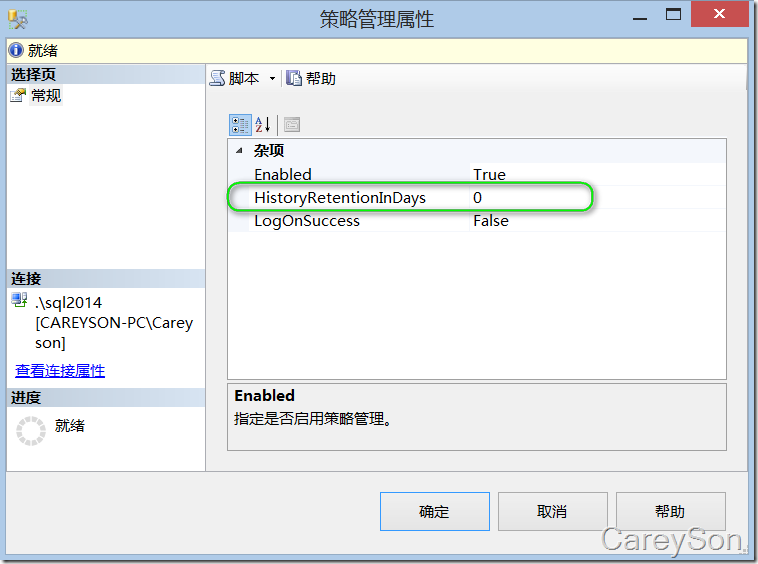 策略管理属性
就绪
选择页
常规
脚本
帮助
杂项
Enabled True
HistoryRetentionInDays 0
LogOnSuccess False
连接
.\sql2014
[CAREYSON-PC\Carey
son]
查看连接属性
进度
就绪
Enabled
指定是否启用策略管理。
确定
取消
帮助
CareySon